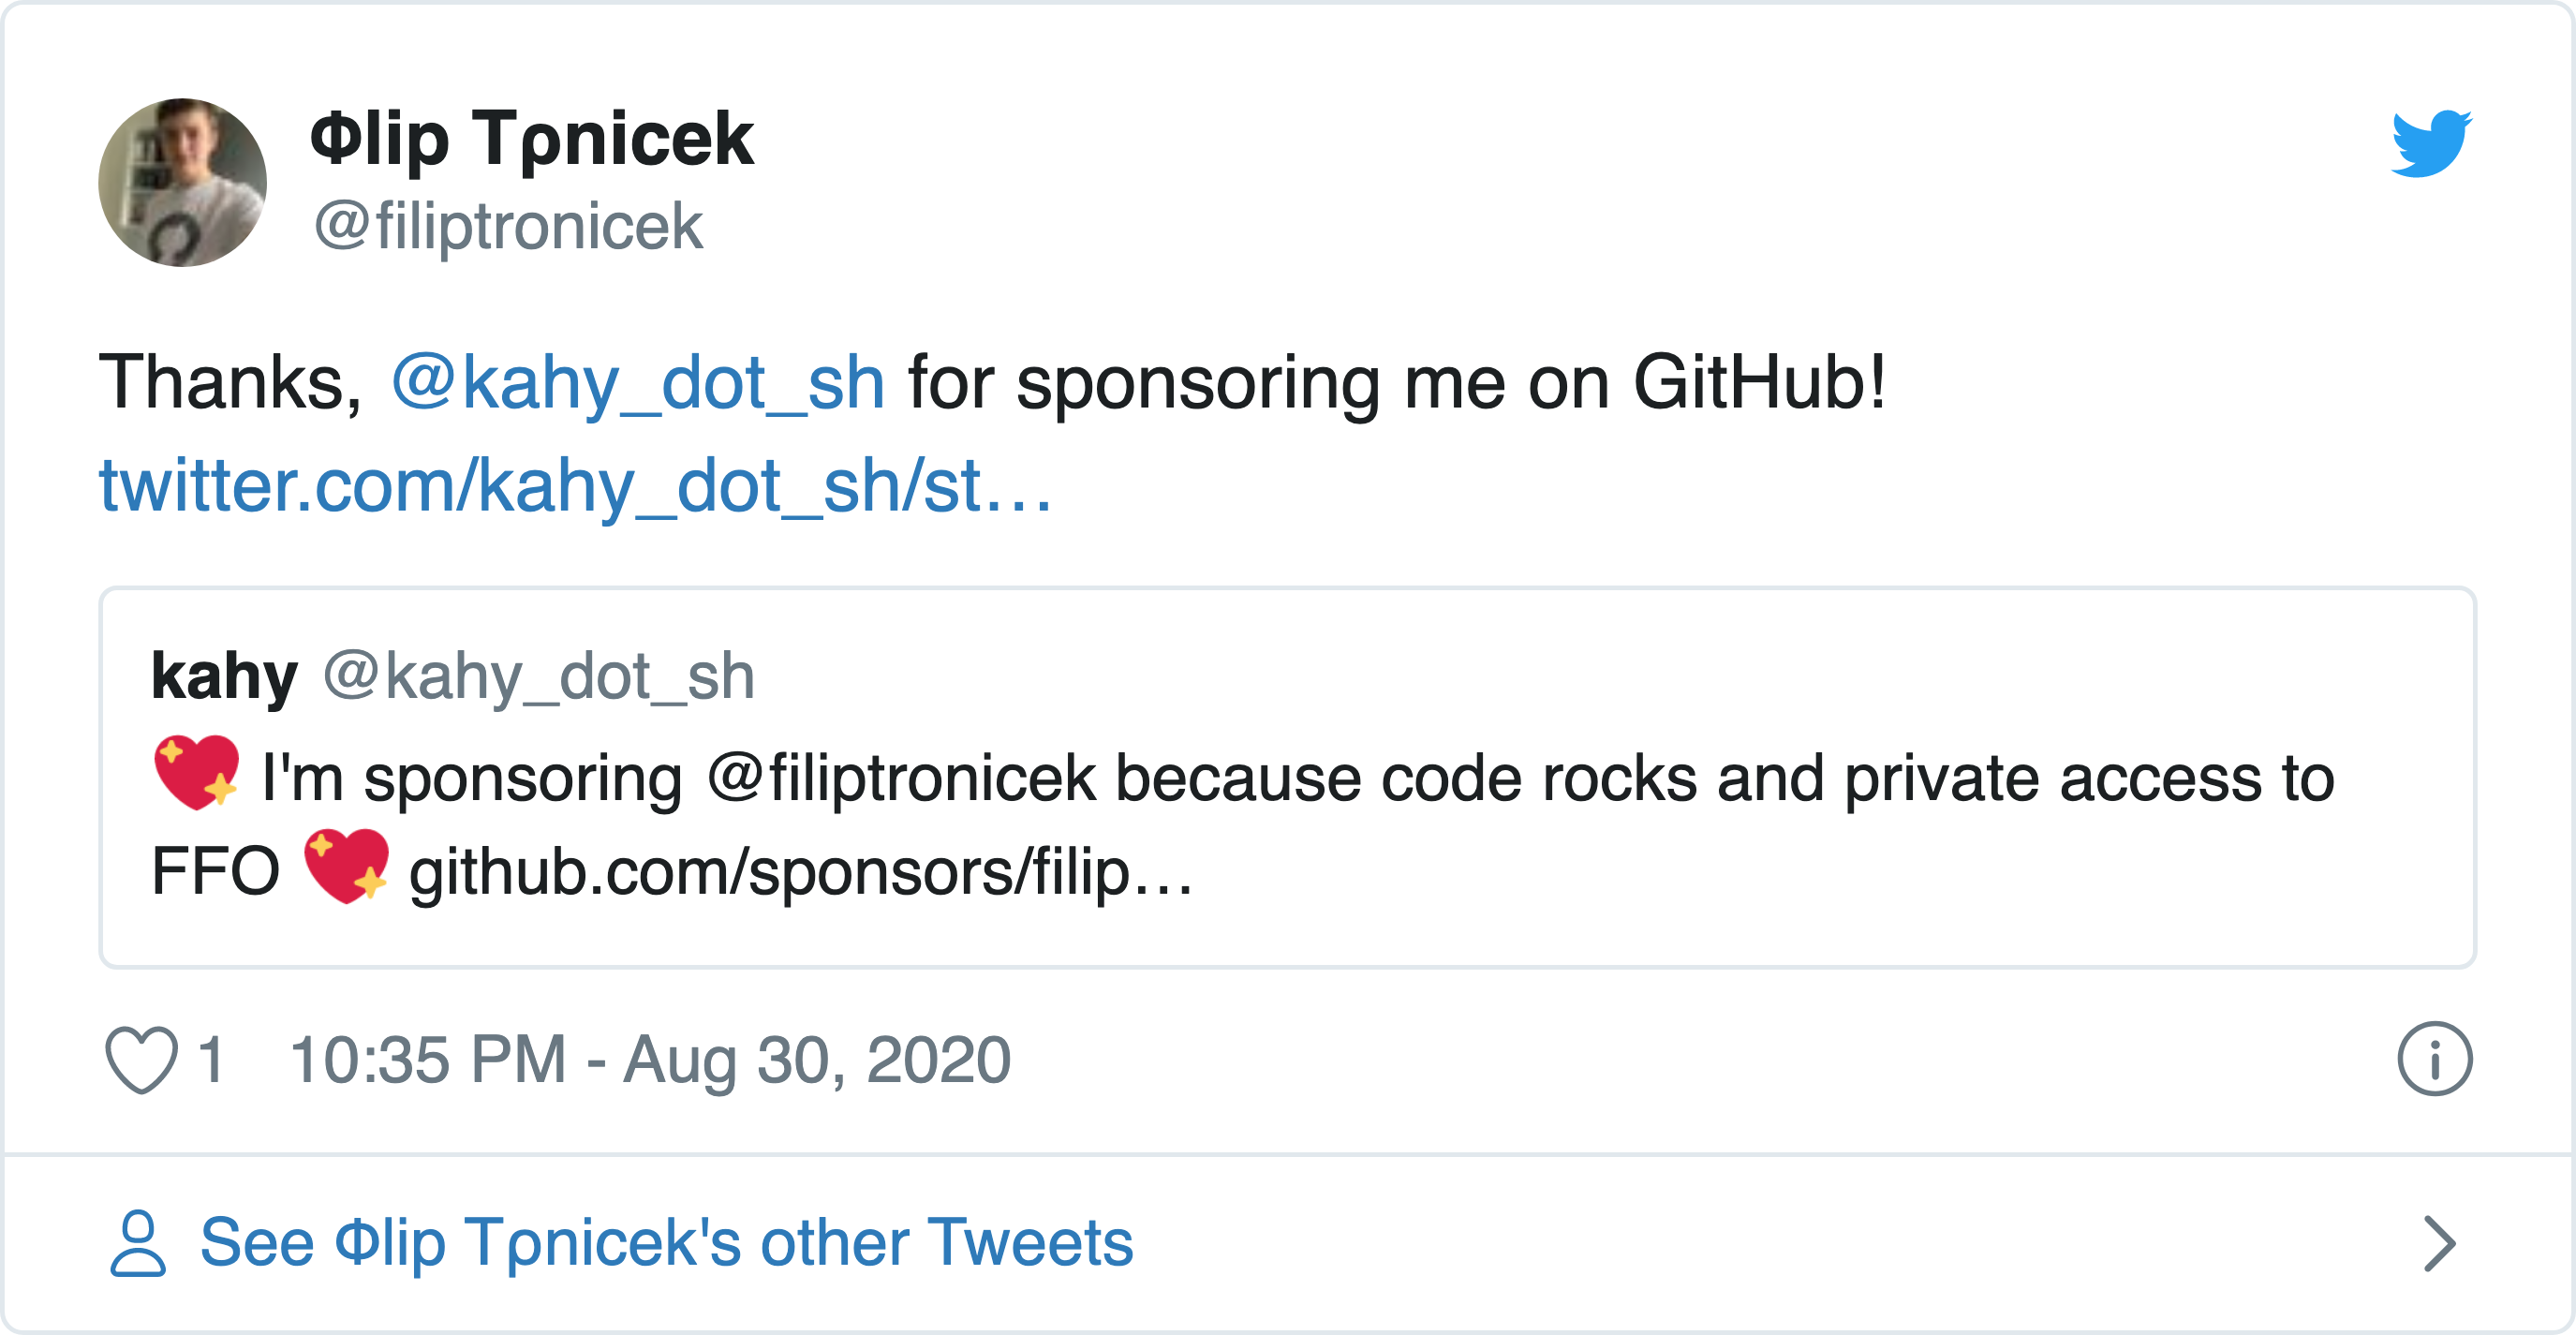 Φlip Tρnicek
@filiptronicek
Thanks, @kahy_dot_sh for sponsoring me on GitHub!
twitter.com/kahy_dot_sh/st…
kahy @kahy_dot_sh
💖 I'm sponsoring @filiptronicek because code rocks and private access to
FFO 💖 github.com/sponsors/filip…
1 10:35 PM - Aug 30, 2020
See Φlip Tρnicek's other Tweets